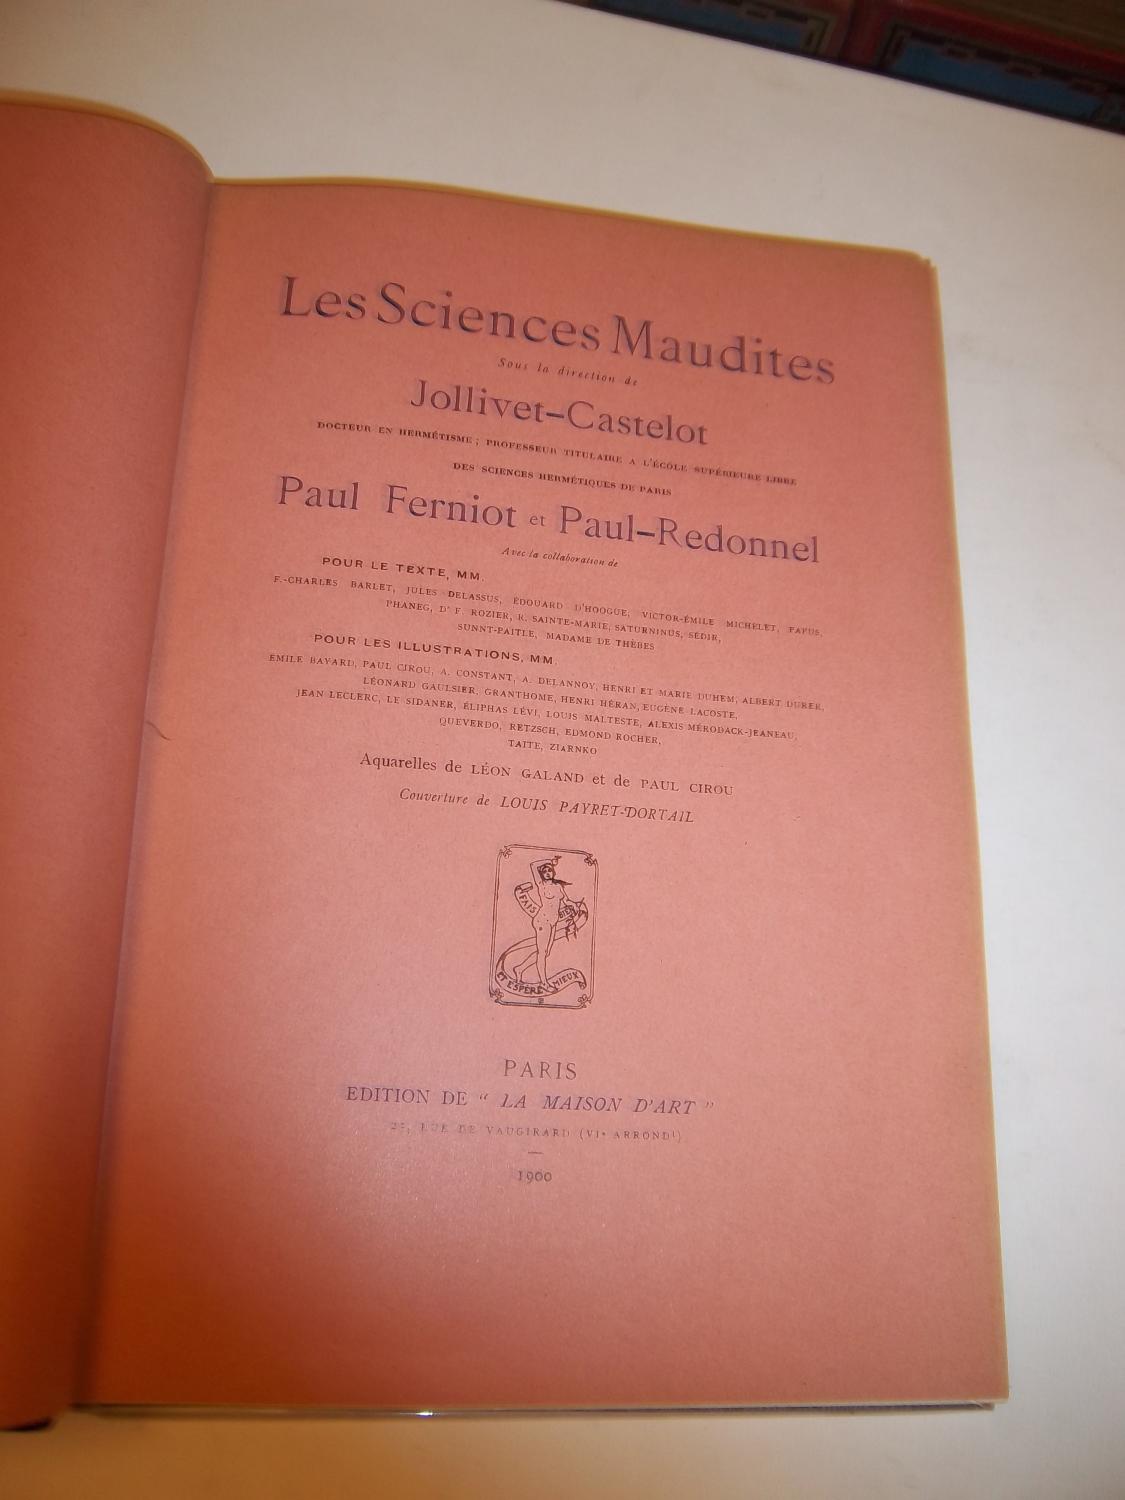 Les Sciences Maudites
Sous la direction de
Jollivet-Castelot
DOCTEUR EN HERMÉTISME ; PROFESSEUR TITULAIRE A L'ÉCOLE SUPÉRIEURE LIBRE
DES SCIENCES HERMÉTIQUES DE PARIS
Paul Ferniot et Paul-Redonnel
Avec la collaboration de
POUR LE TEXTE, MM.
F.-CHARLES BARLET, JULES DELASSUS, ÉDOUARD D'HOOGUE, VICTOR-ÉMILE MICHELET, PAPUS,
PHANEG, Dr F. ROZIER, R. SAINTE-MARIE, SATURNINUS, SÉDIR,
SUNNT-PAITLE, MADAME DE THÈBES
POUR LES ILLUSTRATIONS, MM.
EMILE BAYARD, PAUL CIROU, A. CONSTANT, A. DELANNOY, HENRI ET MARIE DUHEM, ALBERT DURER,
LÉONARD GAULSIER, GRANTHOME, HENRI HÉRAN, EUGÈNE LACOSTE,
JEAN LECLERC, LE SIDANER, ÉLIPHAS LÉVI, LOUIS MALTESTE, ALEXIS MÉRODACK-JEANEAU,
QUEVERDO, RETZSCH, EDMOND ROCHER,
TAITE, ZIARNKO
Aquarelles de LÉON GALAND et de PAUL CIROU
Couverture de LOUIS PAYRET-DORTAIL
FAIS
BIEN
ET ESPÈRE MIEUX
PARIS
EDITION DE “ LA MAISON D'ART ”
RUE DE VAUGIRARD (VIe ARRONDt)
1900